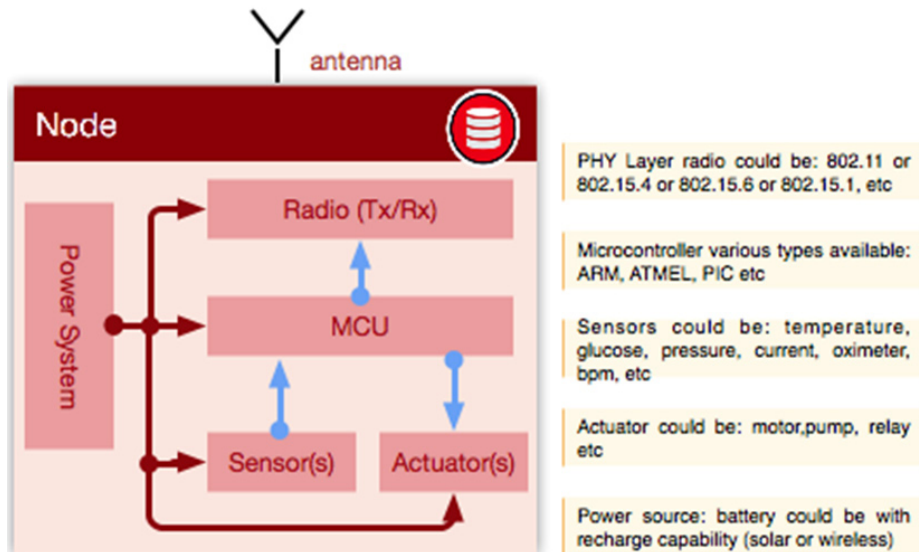 antenna
Node
Power System
Radio (Tx/Rx)
MCU
Sensor(s)
Actuator(s)
PHY Layer radio could be: 802.11 or
802.15.4 or 802.15.6 or 802.15.1, etc
Microcontroller various types available:
ARM, ATMEL, PIC etc
Sensors could be: temperature,
glucose, pressure, current, oximeter,
bpm, etc
Actuator could be: motor,pump, relay
etc
Power source: battery could be with
recharge capability (solar or wireless)